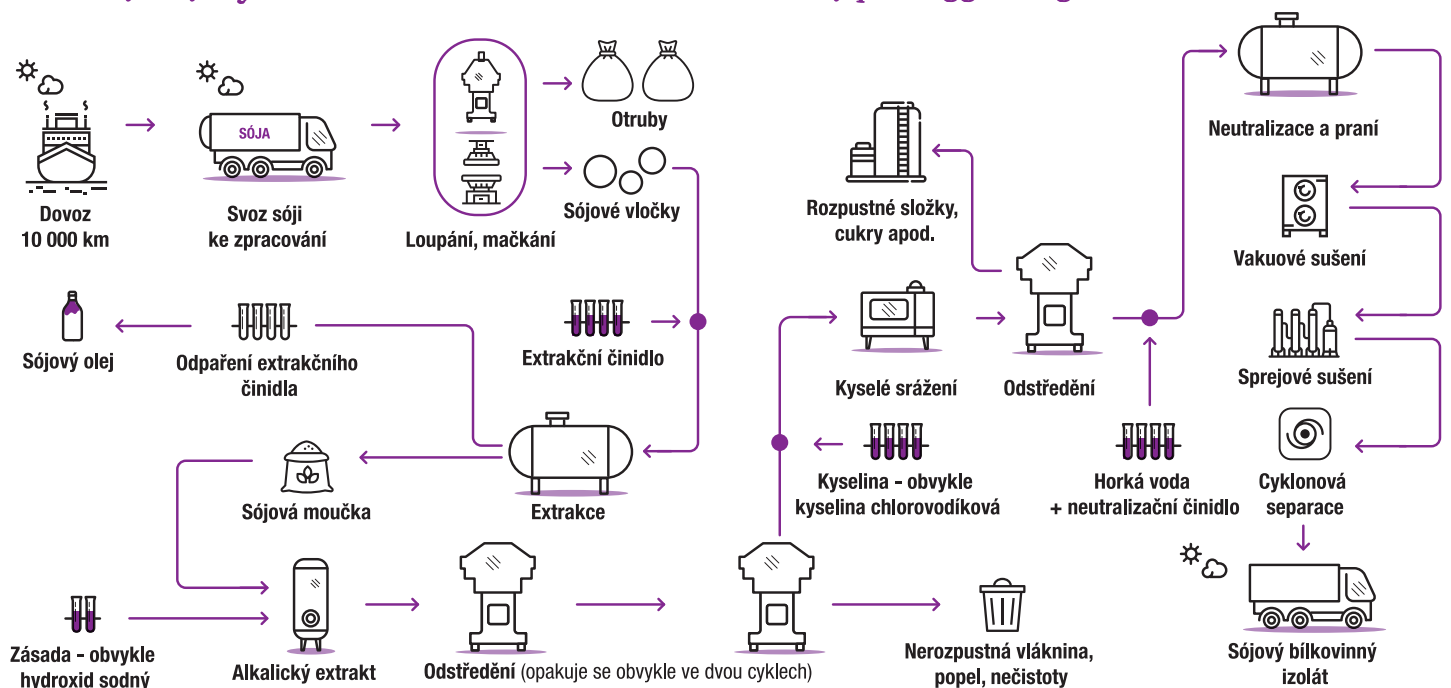 SÓJA
Dovoz
10 000 km
Svoz sóji
ke zpracování
Loupání, mačkání
Otruby
Sójové vločky
Sójový olej
Odpaření extrakčního
činidla
Extrakční činidlo
Sójová moučka
Extrakce
Zásada - obvykle
hydroxid sodný
Alkalický extrakt
Odstředění (opakuje se obvykle ve dvou cyklech)
Nerozpustná vláknina,
popel, nečistoty
Kyselina - obvykle
kyselina chlorovodíková
Kyselé srážení
Odstředění
Rozpustné složky,
cukry apod.
Horká voda
+ neutralizační činidlo
Neutralizace a praní
Vakuové sušení
Sprejové sušení
Cyklonová
separace
Sójový bílkovinný
izolát